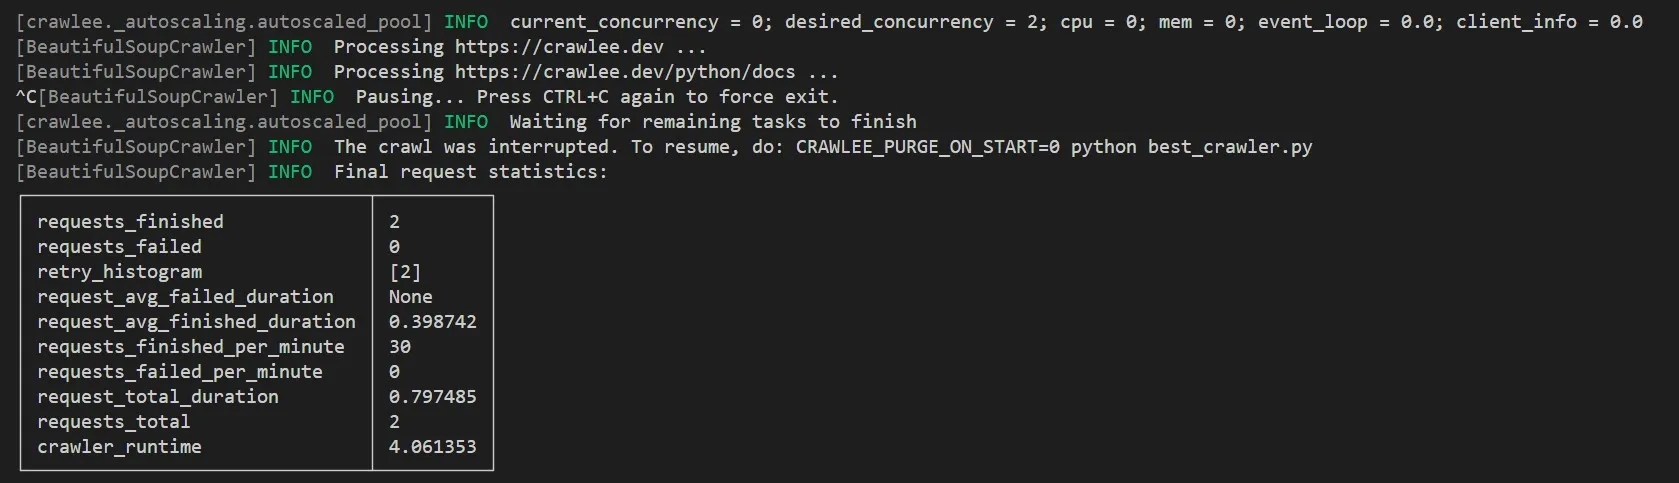 [crawlee._autoscaling.autoscaled_pool] INFO  current_concurrency = 0; desired_concurrency = 2; cpu = 0; mem = 0; event_loop = 0.0; client_info = 0.0
[BeautifulSoupCrawler] INFO  Processing https://crawlee.dev ...
[BeautifulSoupCrawler] INFO  Processing https://crawlee.dev/python/docs ...
^C[BeautifulSoupCrawler] INFO  Pausing... Press CTRL+C again to force exit.
[crawlee._autoscaling.autoscaled_pool] INFO  Waiting for remaining tasks to finish
[BeautifulSoupCrawler] INFO  The crawl was interrupted. To resume, do: CRAWLEE_PURGE_ON_START=0 python best_crawler.py
[BeautifulSoupCrawler] INFO  Final request statistics:
requests_finished 2
requests_failed 0
retry_histogram [2]
request_avg_failed_duration None
request_avg_finished_duration 0.398742
requests_finished_per_minute 30
requests_failed_per_minute 0
request_total_duration 0.797485
requests_total 2
crawler_runtime 4.061353